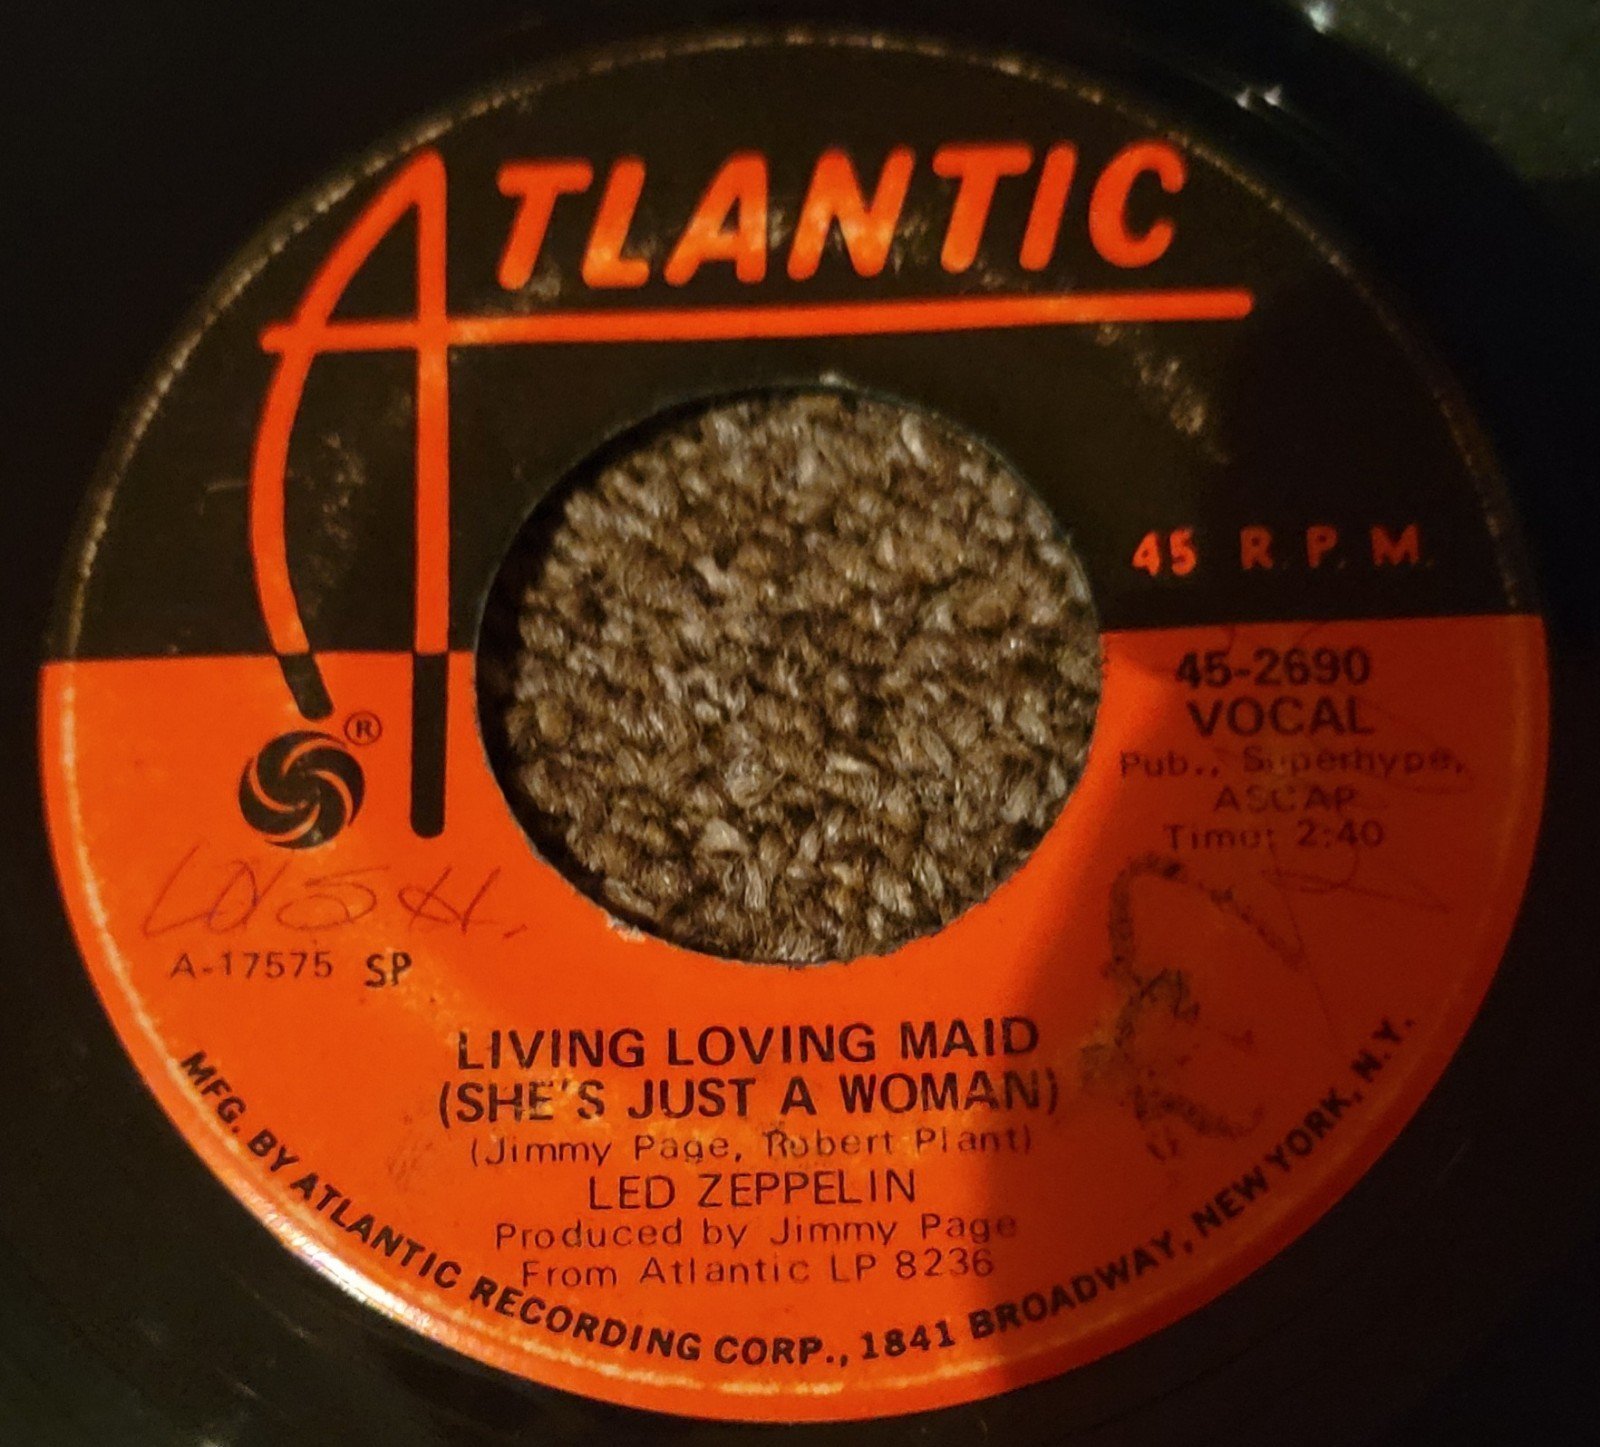 ATLANTIC
45 R.P.M.
45-2690
VOCAL
Pub., Superhype,
ASCAP
Time: 2:40
®
A-17575 SP
LIVING LOVING MAID
(SHE'S JUST A WOMAN)
(Jimmy Page, Robert Plant)
LED ZEPPELIN
Produced by Jimmy Page
From Atlantic LP 8236
MFG. BY ATLANTIC RECORDING CORP., 1841 BROADWAY, NEW YORK, N.Y.